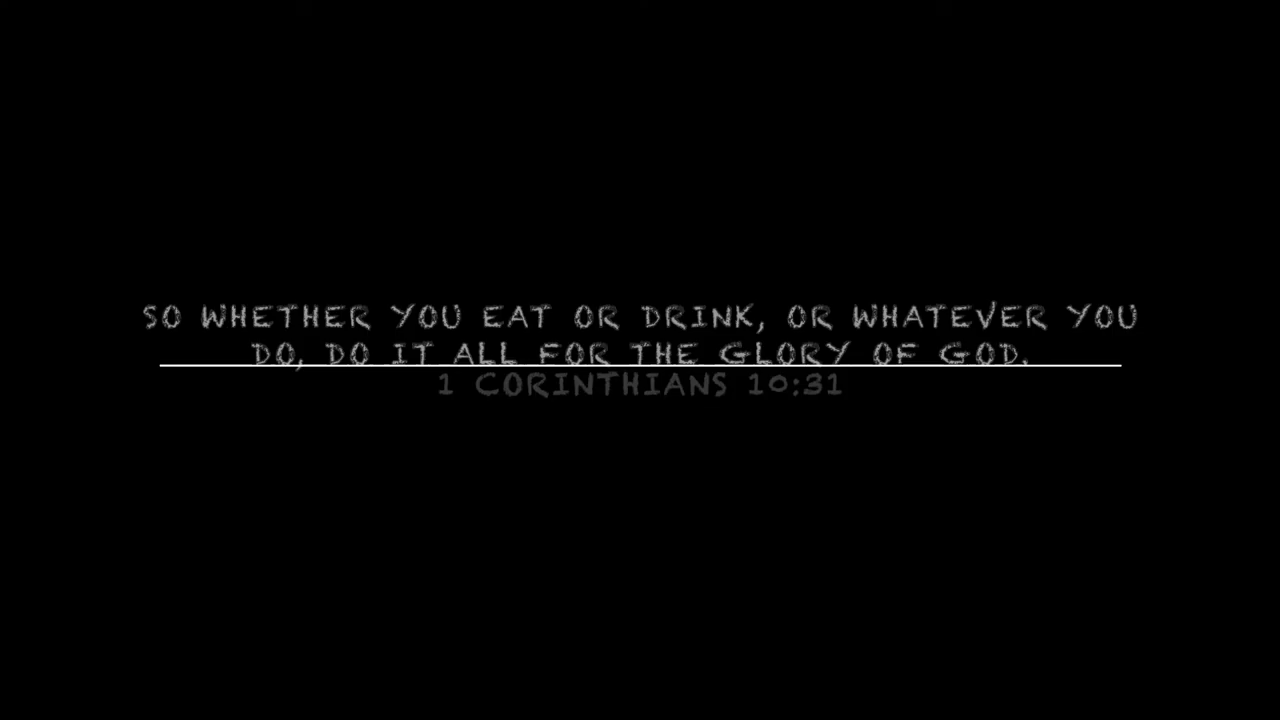 SO WHETHER YOU EAT OR DRINK, OR WHATEVER YOU
DO, DO IT ALL FOR THE GLORY OF GOD.
1 CORINTHIANS 10:31